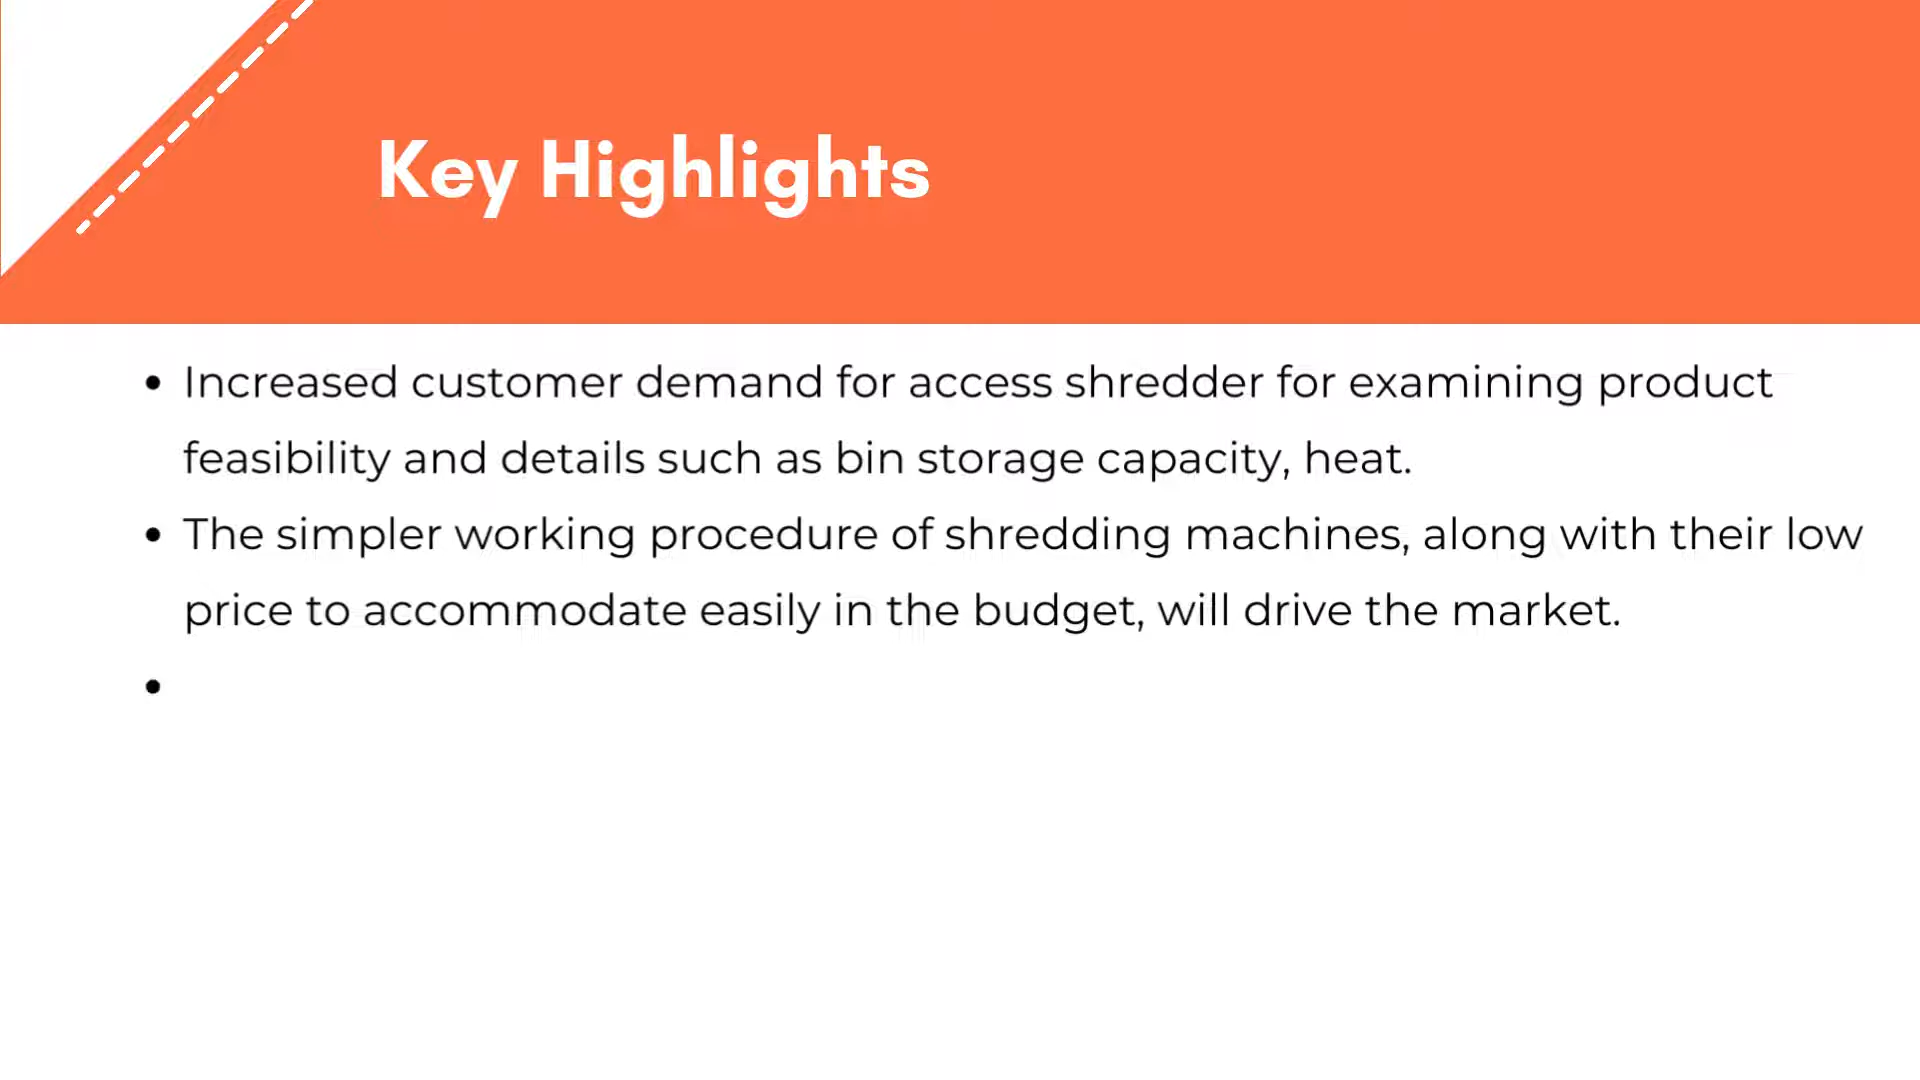 Key Highlights
• Increased customer demand for access shredder for examining product
feasibility and details such as bin storage capacity, heat.
• The simpler working procedure of shredding machines, along with their low
price to accommodate easily in the budget, will drive the market.
•